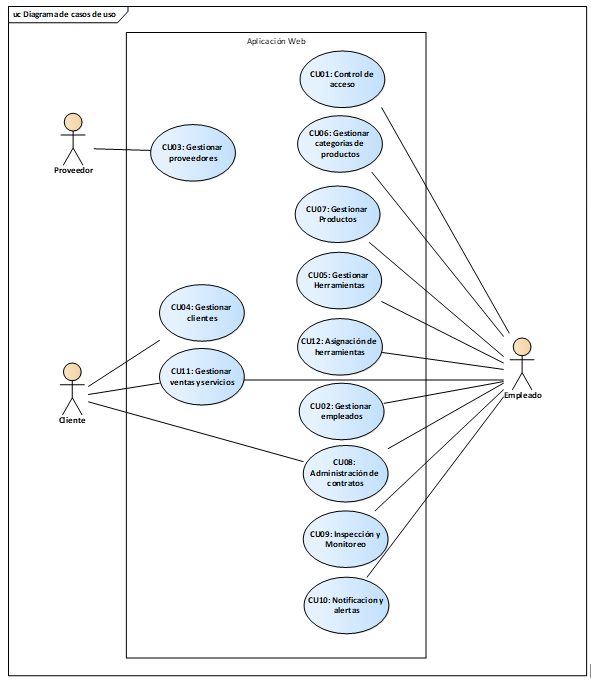 uc Diagrama de casos de uso
Aplicación Web
CU01: Control de
acceso
CU06: Gestionar
categorias de
productos
CU03: Gestionar
proveedores
Proveedor
CU07: Gestionar
Productos
CU05: Gestionar
Herramientas
CU04: Gestionar
clientes
CU12: Asignación de
herramientas
CU11: Gestionar
ventas y servicios
Cliente
Empleado
CU02: Gestionar
empleados
CU08:
Administración de
contratos
CU09: Inspección y
Monitoreo
CU10: Notificacion y
alertas